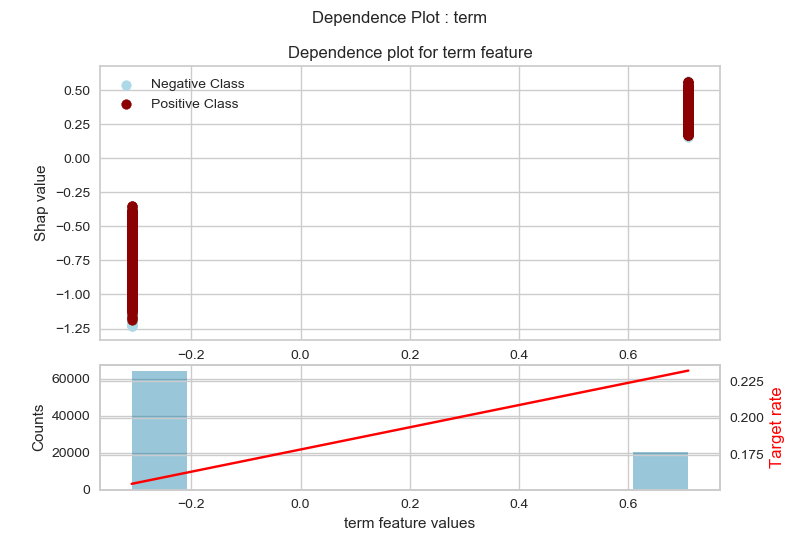 Dependence Plot : term
Dependence plot for term feature
Negative Class
Positive Class
0.50
0.25
0.00
−0.25
−0.50
−0.75
−1.00
−1.25
Shap value
−0.2 0.0 0.2 0.4 0.6
60000
40000
20000
0
Counts
0.225
0.200
0.175
Target rate
−0.2 0.0 0.2 0.4 0.6
term feature values